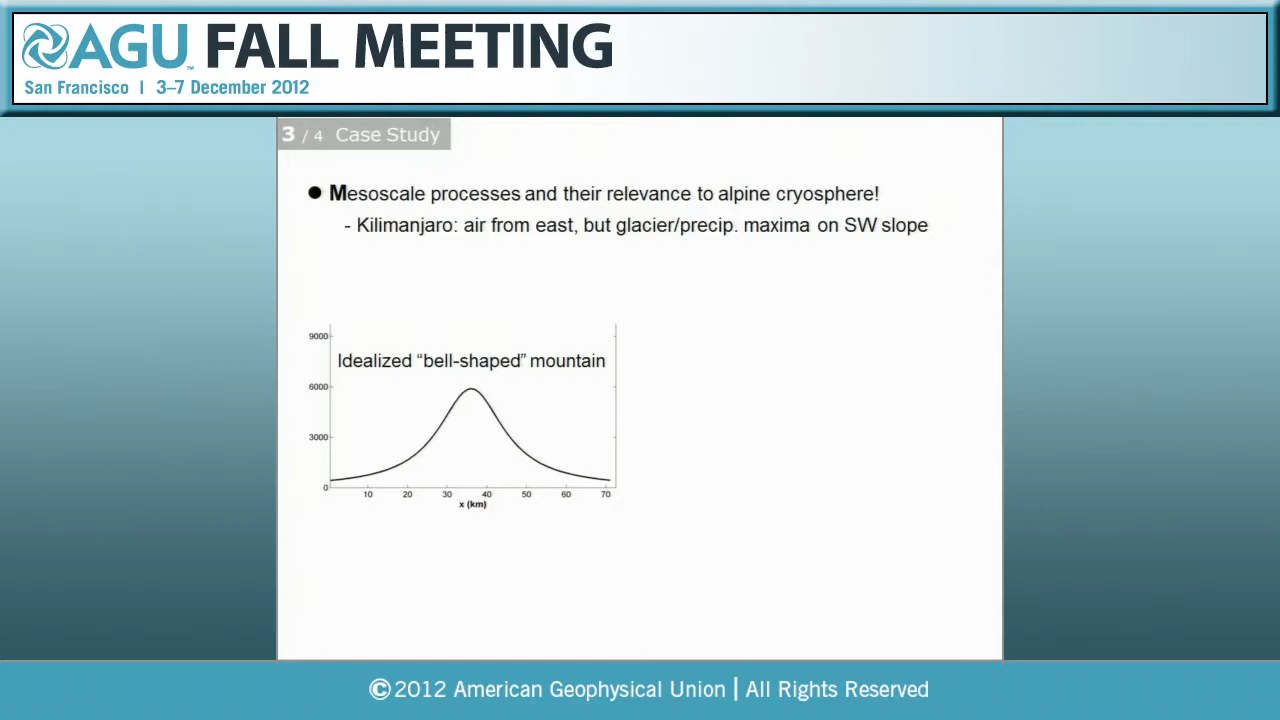 AGU™ FALL MEETING
San Francisco | 3–7 December 2012
3 / 4 Case Study
● Mesoscale processes and their relevance to alpine cryosphere!
- Kilimanjaro: air from east, but glacier/precip. maxima on SW slope
9000
Idealized “bell-shaped” mountain
6000
3000
0
10 20 30 40 50 60 70
x (km)
©2012 American Geophysical Union | All Rights Reserved